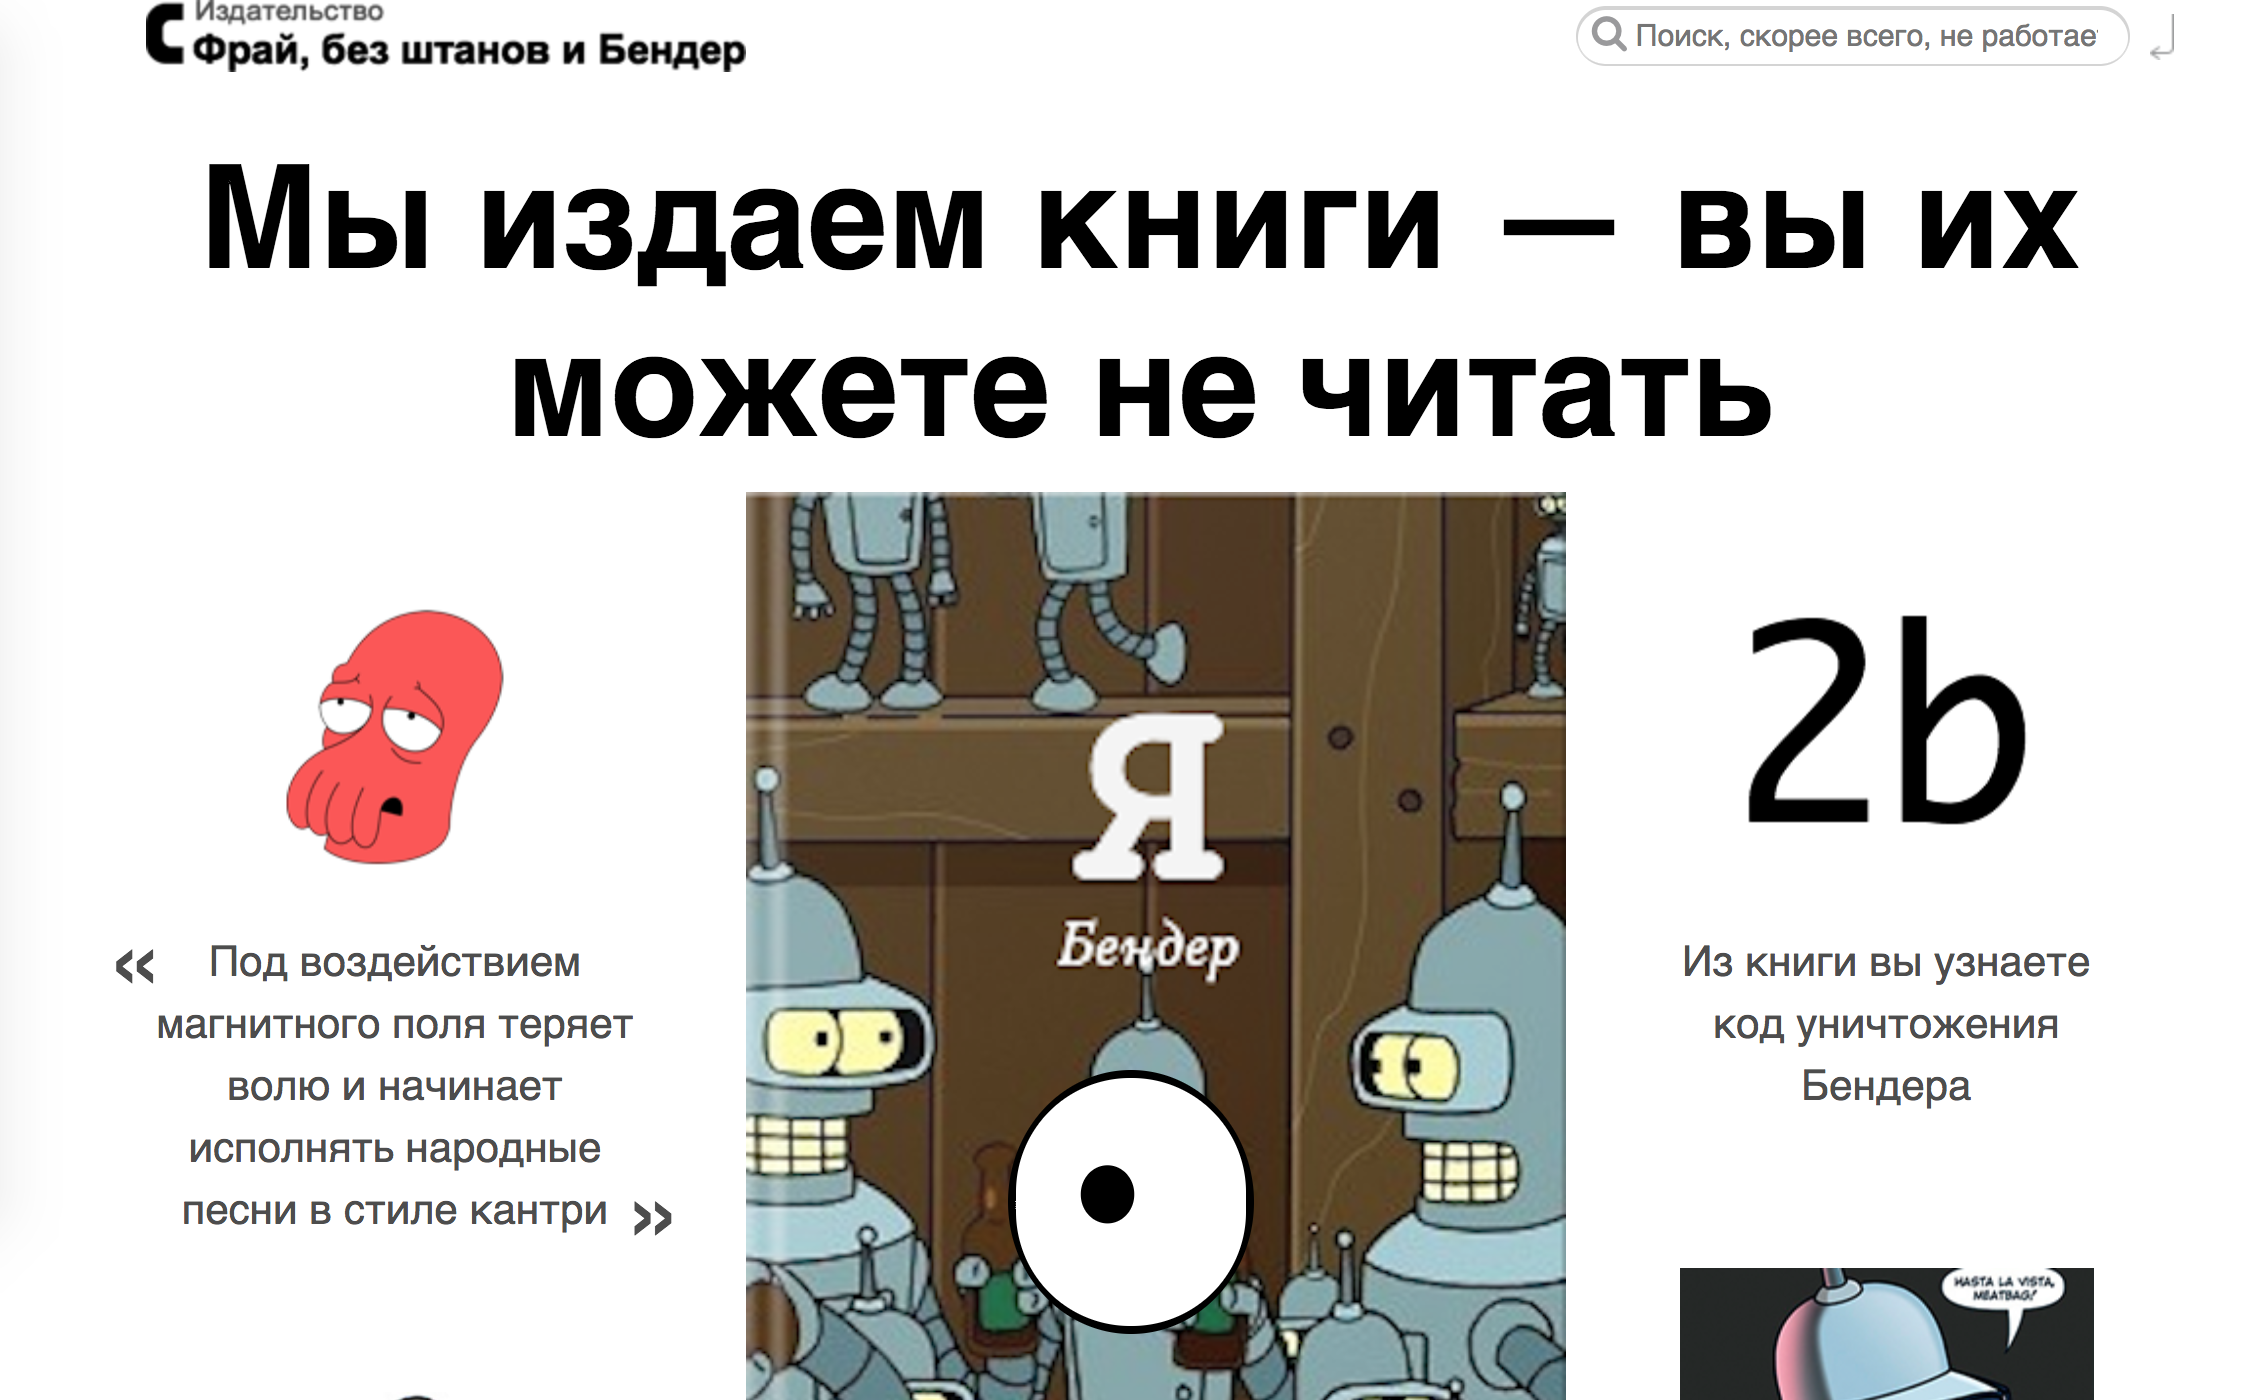 Издательство
Фрай, без штанов и Бендер
Поиск, скорее всего, не работае
Мы издаем книги — вы их
можете не читать
« Под воздействием
магнитного поля теряет
волю и начинает
исполнять народные
песни в стиле кантри »
Я
Бендер
2b
Из книги вы узнаете
код уничтожения
Бендера
HASTA LA VISTA,
MEATBAG!